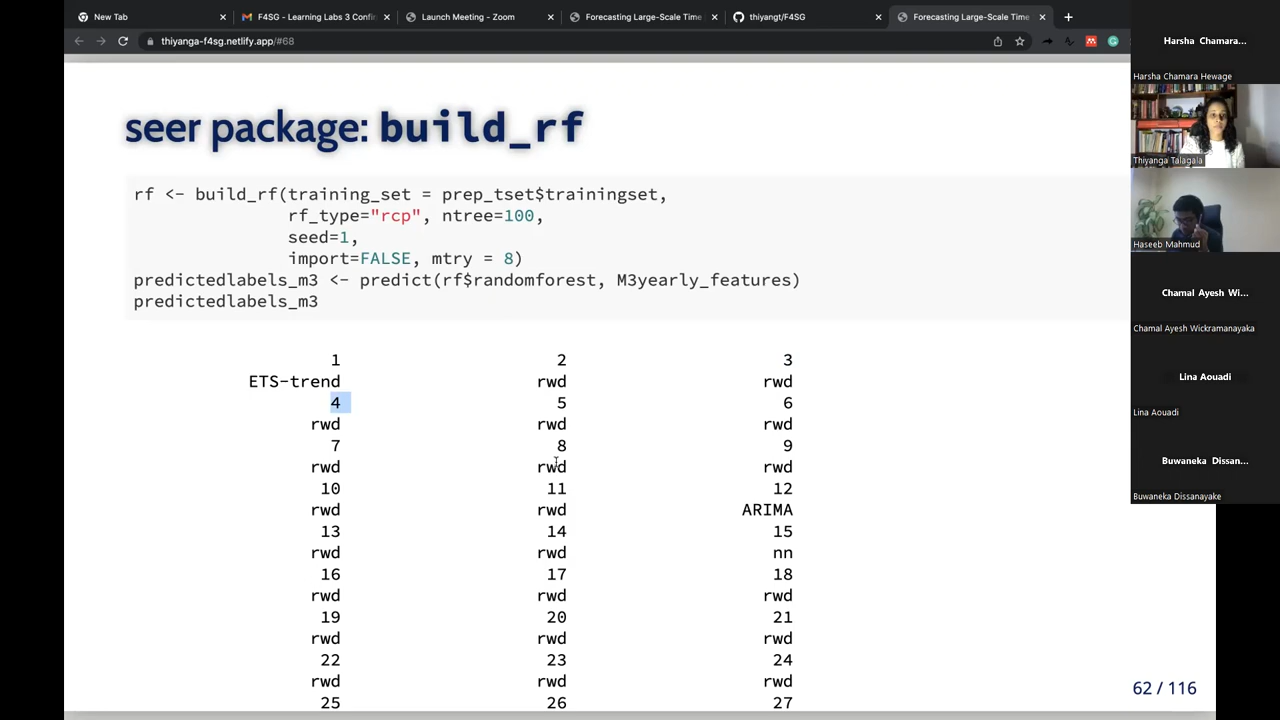 New Tab
F4SG - Learning Labs 3 Confir
Launch Meeting - Zoom
Forecasting Large-Scale Time
thiyangt/F4SG
Forecasting Large-Scale Time
thiyanga-f4sg.netlify.app/#68
seer package: build_rf
rf <- build_rf(training_set = prep_tset$trainingset,
rf_type="rcp", ntree=100,
seed=1,
import=FALSE, mtry = 8)
predictedlabels_m3 <- predict(rf$randomforest, M3yearly_features)
predictedlabels_m3
1 2 3
ETS-trend rwd rwd
4 5 6
rwd rwd rwd
7 8 9
rwd rwd rwd
10 11 12
rwd rwd ARIMA
13 14 15
rwd rwd nn
16 17 18
rwd rwd rwd
19 20 21
rwd rwd rwd
22 23 24
rwd rwd rwd
25 26 27
62 / 116
Harsha Chamara...
Harsha Chamara Hewage
Thiyanga Talagala
Haseeb Mahmud
Chamal Ayesh Wi...
Chamal Ayesh Wickramanayaka
Lina Aouadi
Lina Aouadi
Buwaneka Dissan...
Buwaneka Dissanayake